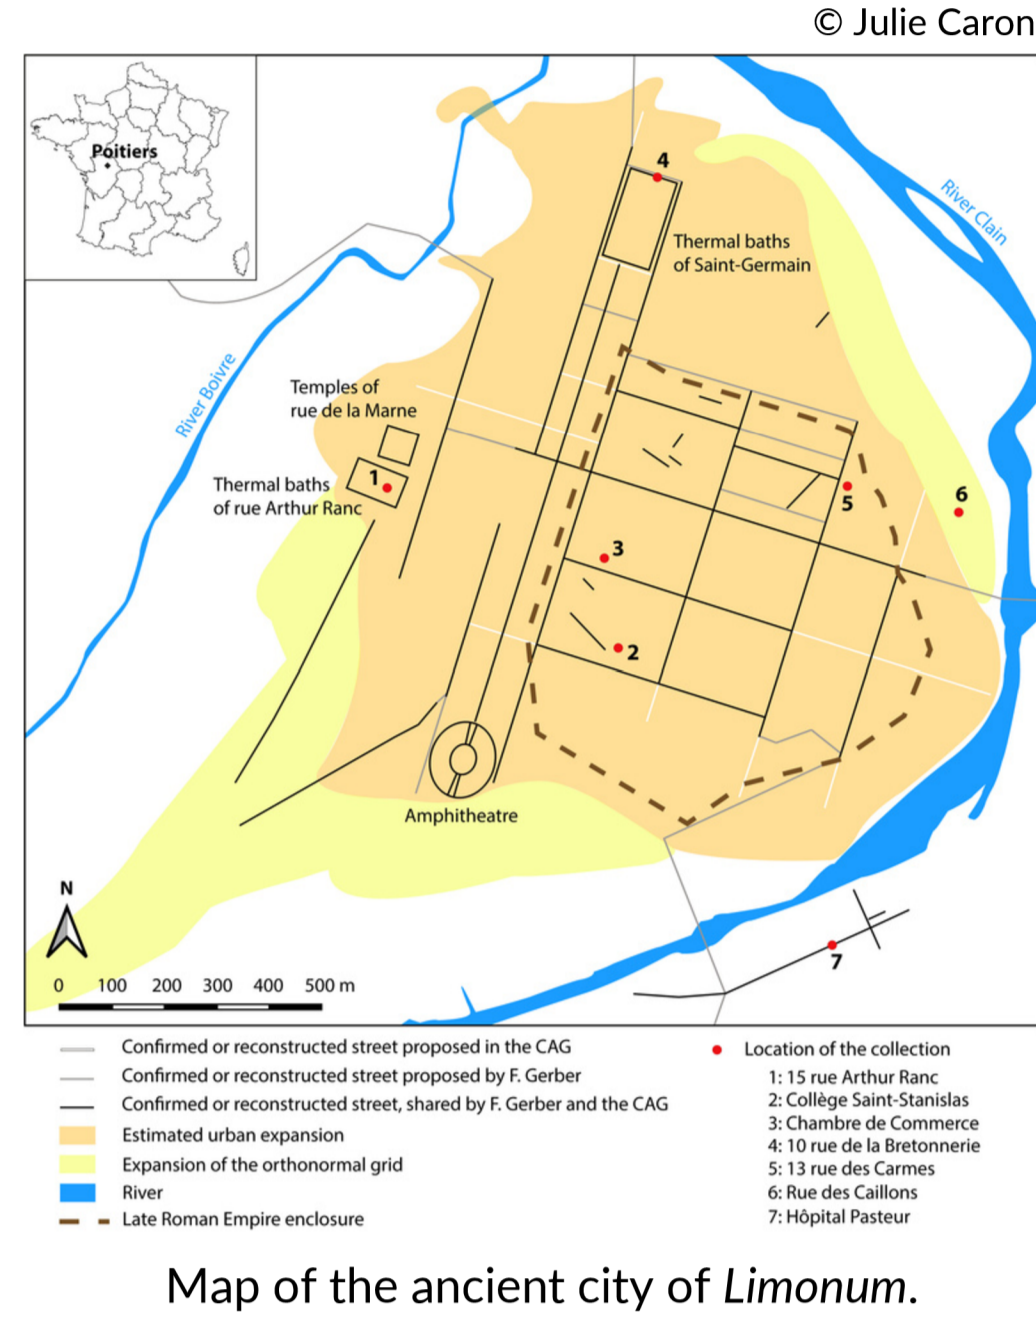 © Julie Caron
Poitiers
River Clain
4
Thermal baths
of Saint-Germain
River Boivre
Temples of
rue de la Marne
Thermal baths
of rue Arthur Ranc
1
5
6
3
2
Amphitheatre
N
0 100 200 300 400 500 m
7
Confirmed or reconstructed street proposed in the CAG
Confirmed or reconstructed street proposed by F. Gerber
Confirmed or reconstructed street, shared by F. Gerber and the CAG
Estimated urban expansion
Expansion of the orthonormal grid
River
Late Roman Empire enclosure
Location of the collection
1: 15 rue Arthur Ranc
2: Collège Saint-Stanislas
3: Chambre de Commerce
4: 10 rue de la Bretonnerie
5: 13 rue des Carmes
6: Rue des Caillons
7: Hôpital Pasteur
Map of the ancient city of Limonum.